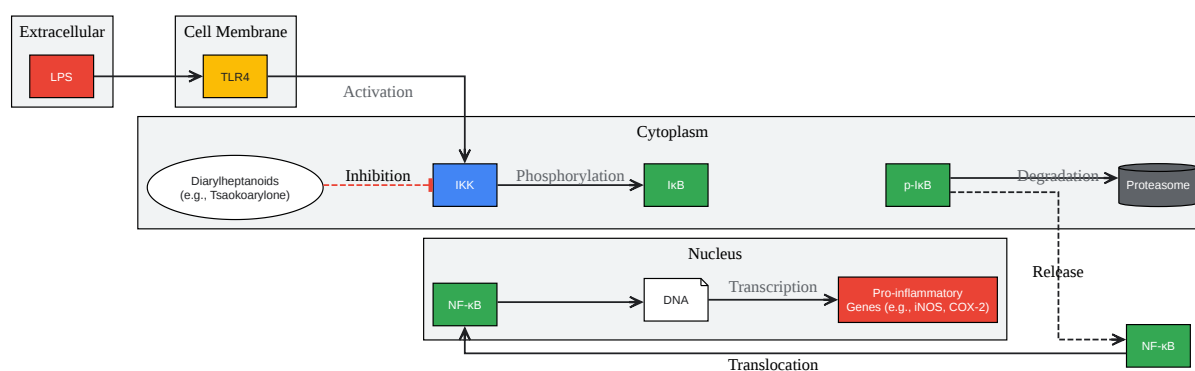 Extracellular
LPS
Cell Membrane
TLR4
Activation
Cytoplasm
Diarylheptanoids
(e.g., Tsaokoarylone)
Inhibition
IKK
Phosphorylation
IκB
p-IκB
Degradation
Proteasome
Nucleus
NF-κB
DNA
Transcription
Pro-inflammatory
Genes (e.g., iNOS, COX-2)
Release
NF-κB
Translocation